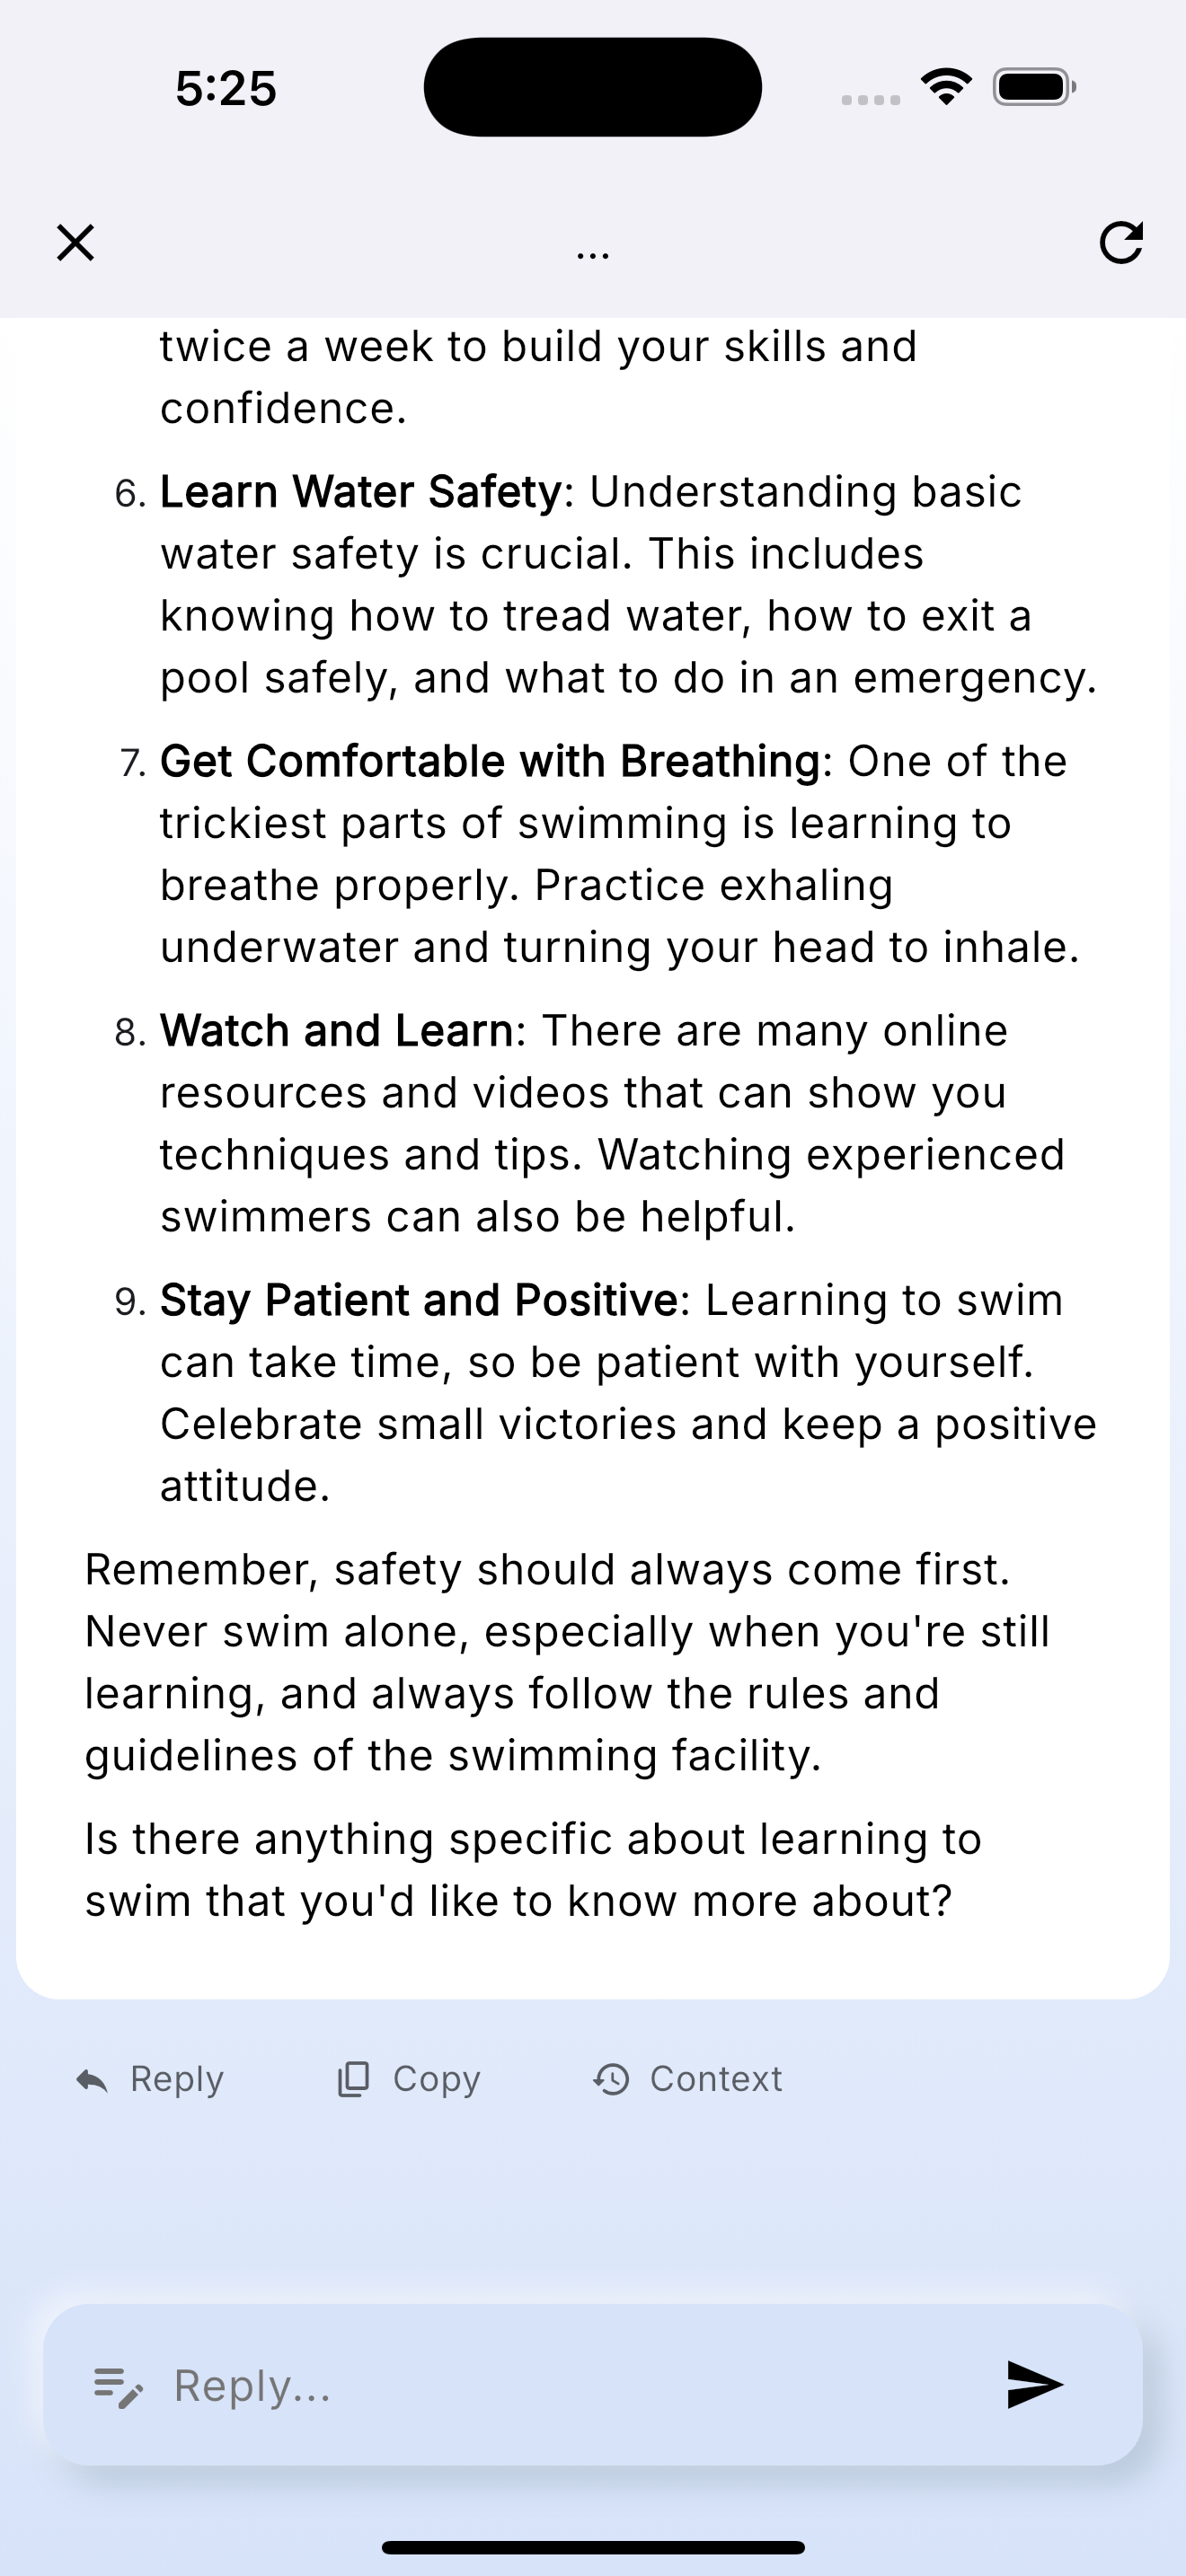 5:25
...
twice a week to build your skills and
confidence.
6. Learn Water Safety: Understanding basic
water safety is crucial. This includes
knowing how to tread water, how to exit a
pool safely, and what to do in an emergency.
7. Get Comfortable with Breathing: One of the
trickiest parts of swimming is learning to
breathe properly. Practice exhaling
underwater and turning your head to inhale.
8. Watch and Learn: There are many online
resources and videos that can show you
techniques and tips. Watching experienced
swimmers can also be helpful.
9. Stay Patient and Positive: Learning to swim
can take time, so be patient with yourself.
Celebrate small victories and keep a positive
attitude.
Remember, safety should always come first.
Never swim alone, especially when you're still
learning, and always follow the rules and
guidelines of the swimming facility.
Is there anything specific about learning to
swim that you'd like to know more about?
Reply Copy Context
Reply...